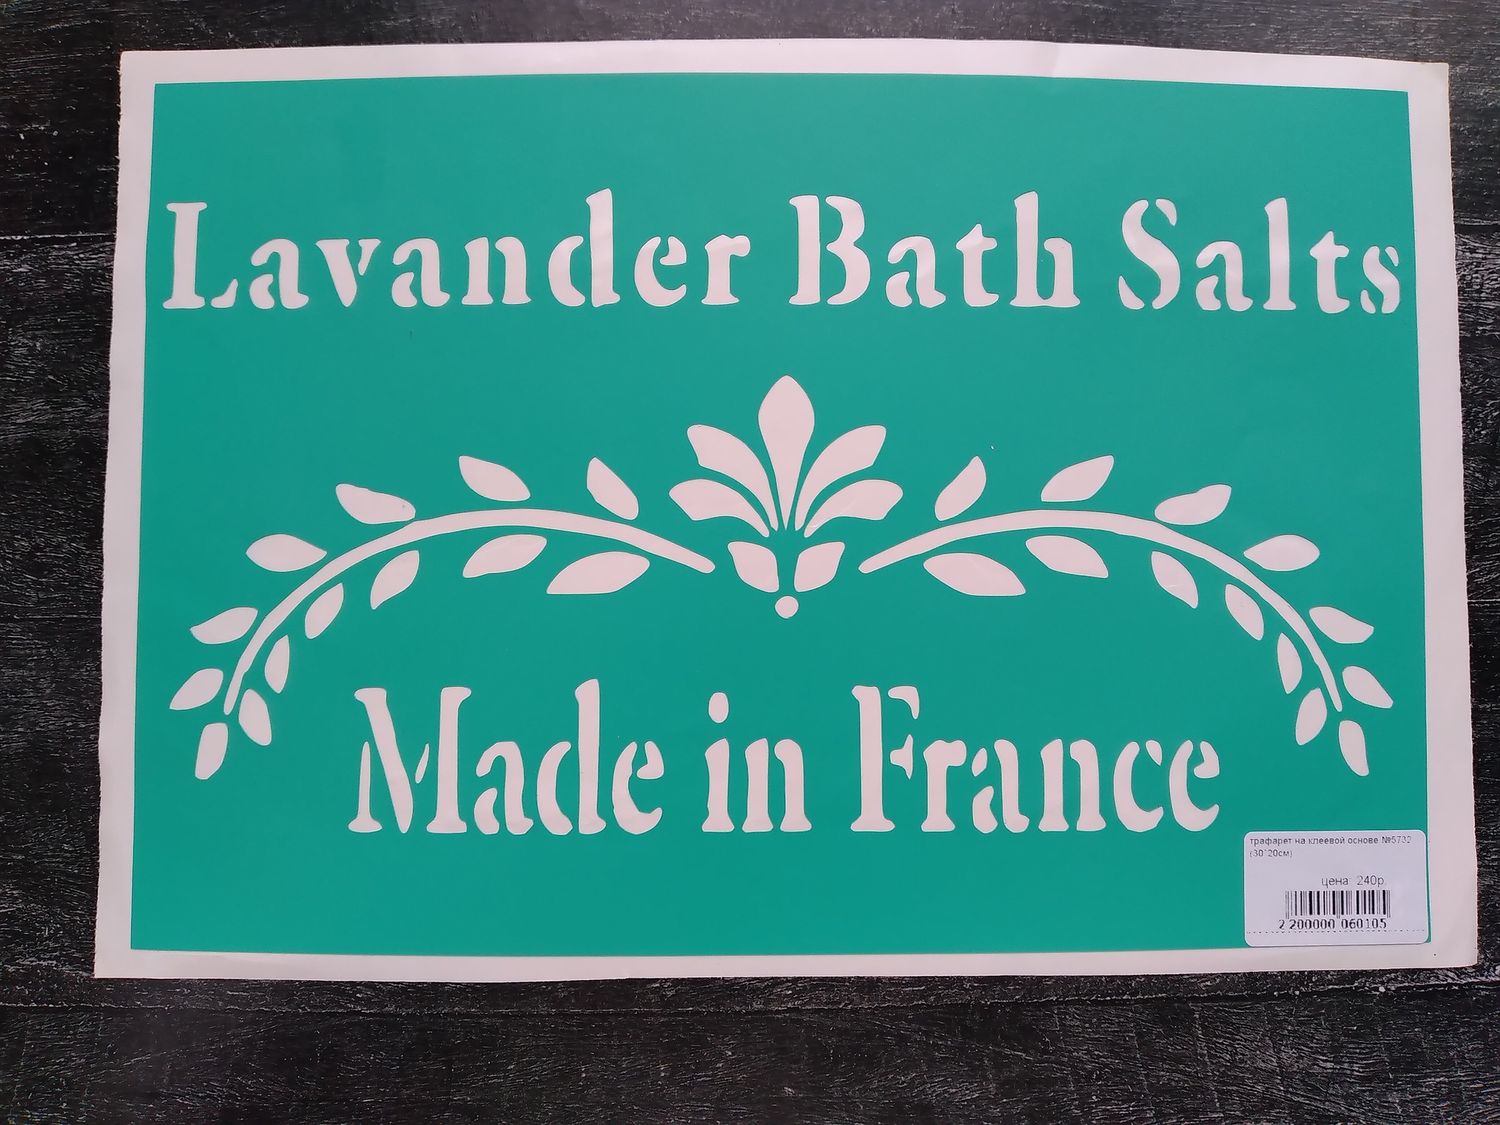 Lavander Bath Salts
Made in France
трафарет на клеевой основе №5732
(30*20см)
цена: 240р.
2 200000 060105